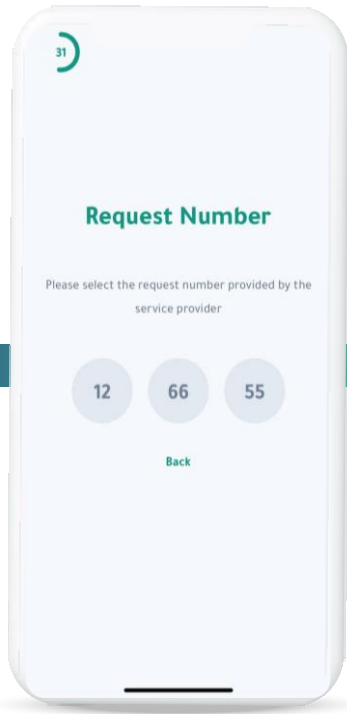 31
Request Number
Please select the request number provided by the
service provider
12 66 55
Back